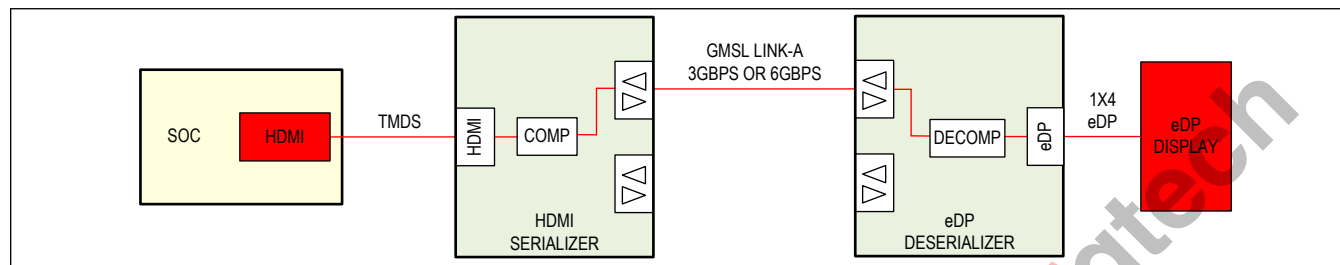 SOC
HDMI
TMDS
HDMI
COMP
HDMI
SERIALIZER
GMSL LINK-A
3GBPS OR 6GBPS
DECOMP
eDP
eDP
DESERIALIZER
1X4
eDP
eDP
DISPLAY